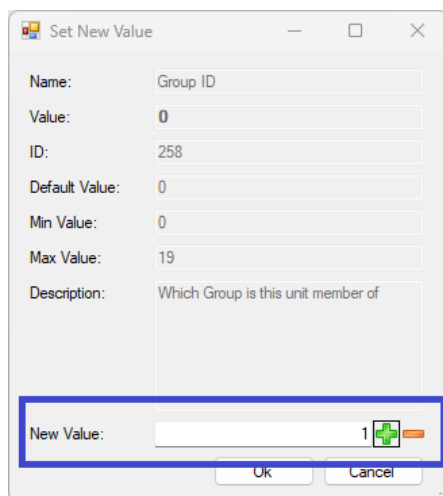 Set New Value
Name: Group ID
Value: 0
ID: 258
Default Value: 0
Min Value: 0
Max Value: 19
Description: Which Group is this unit member of
New Value: 1
Ok Cancel